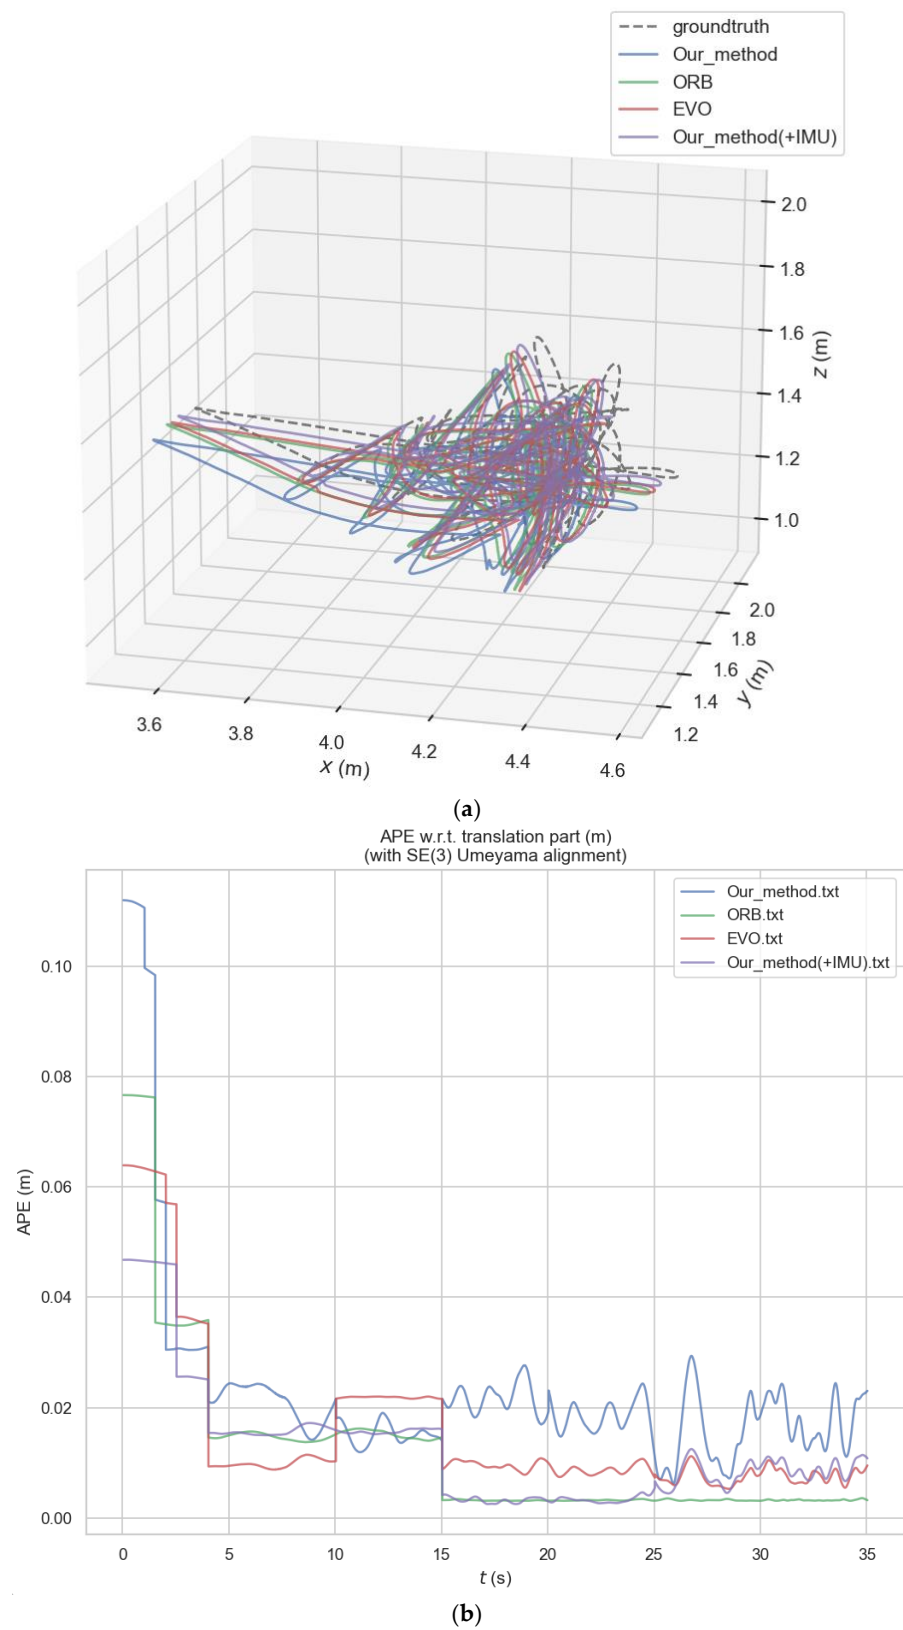 groundtruth
Our_method
ORB
EVO
Our_method(+IMU)
2.0
1.8
1.6
1.4
1.2
1.0
z (m)
2.0
1.8
1.6
1.4
1.2
y (m)
3.6
3.8
4.0
4.2
4.4
4.6
x (m)
(a)
APE w.r.t. translation part (m)
(with SE(3) Umeyama alignment)
Our_method.txt
ORB.txt
EVO.txt
Our_method(+IMU).txt
0.10
0.08
0.06
0.04
0.02
0.00
APE (m)
0 5 10 15 20 25 30 35
t (s)
(b)